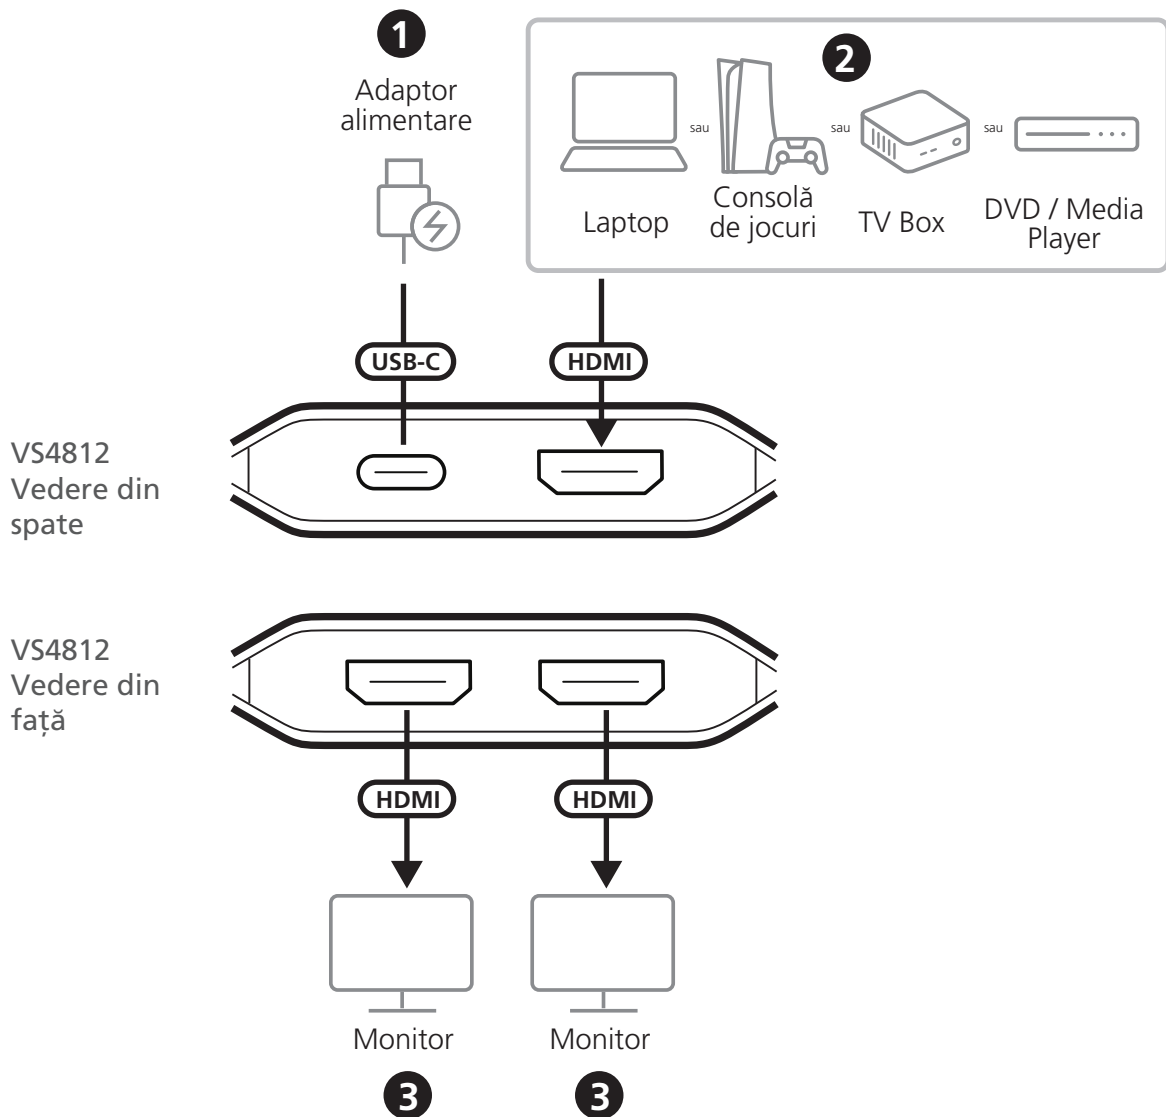 1
Adaptor
alimentare
2
sau
sau
sau
Laptop
Consolă
de jocuri
TV Box
DVD / Media
Player
USB-C
HDMI
VS4812
Vedere din
spate
VS4812
Vedere din
față
HDMI
HDMI
Monitor
Monitor
3
3